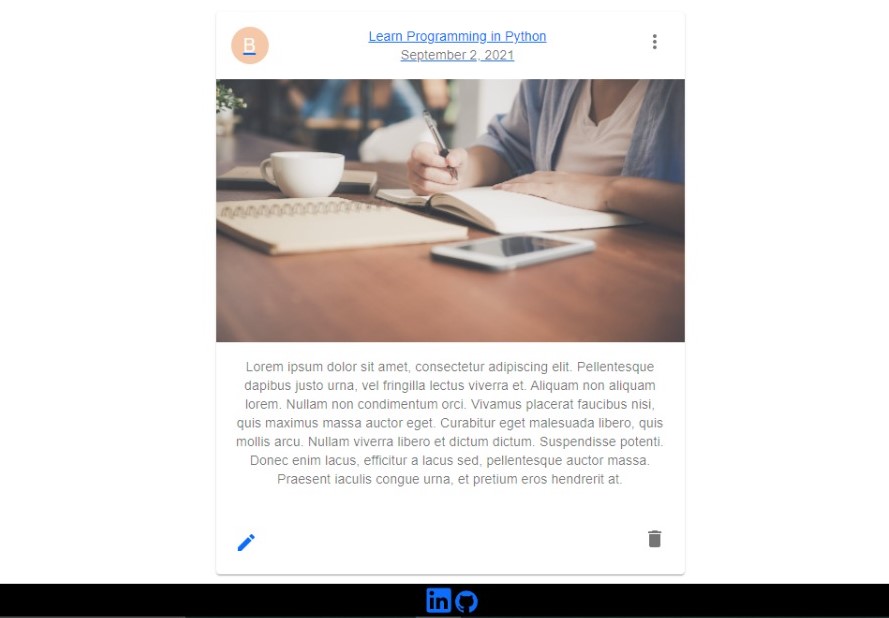 B
Learn Programming in Python
September 2, 2021
Lorem ipsum dolor sit amet, consectetur adipiscing elit. Pellentesque
dapibus justo urna, vel fringilla lectus viverra et. Aliquam non aliquam
lorem. Nullam non condimentum orci. Vivamus placerat faucibus nisi,
quis maximus massa auctor eget. Curabitur eget malesuada libero, quis
mollis arcu. Nullam viverra libero et dictum dictum. Suspendisse potenti.
Donec enim lacus, efficitur a lacus sed, pellentesque auctor massa.
Praesent iaculis congue urna, et pretium eros hendrerit at.
in